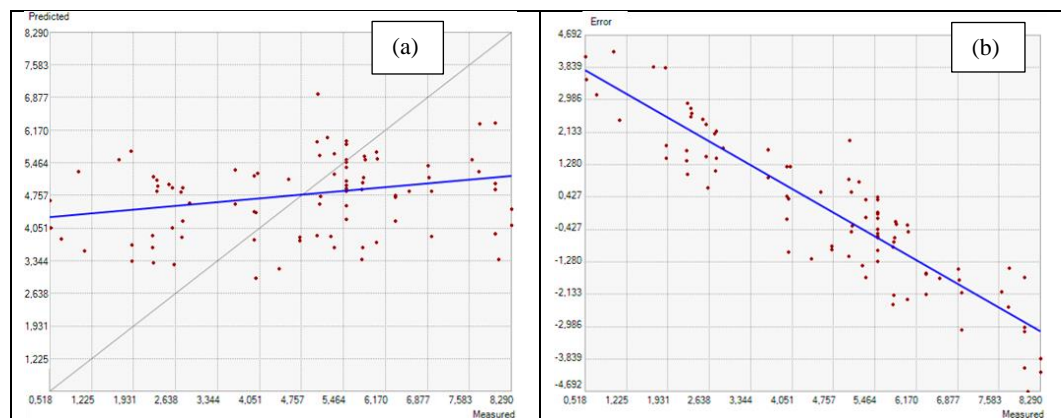 Predicted
8,290
7,583
6,877
6,170
5,464
4,757
4,051
3,344
2,638
1,931
1,225
0,518 1,225 1,931 2,638 3,344 4,051 4,757 5,464 6,170 6,877 7,583 8,290
Measured
(a)
Error
4,692
3,839
2,986
2,133
1,280
0,427
-0,427
-1,280
-2,133
-2,986
-3,839
-4,692
0,518 1,225 1,931 2,638 3,344 4,051 4,757 5,464 6,170 6,877 7,583 8,290
Measured
(b)